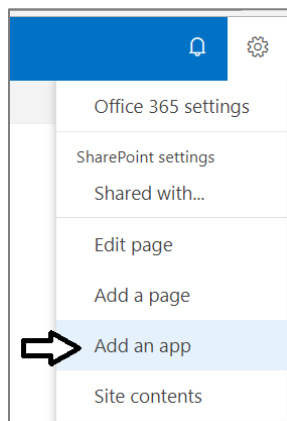 Office 365 settings
SharePoint settings
Shared with...
Edit page
Add a page
Add an app
Site contents